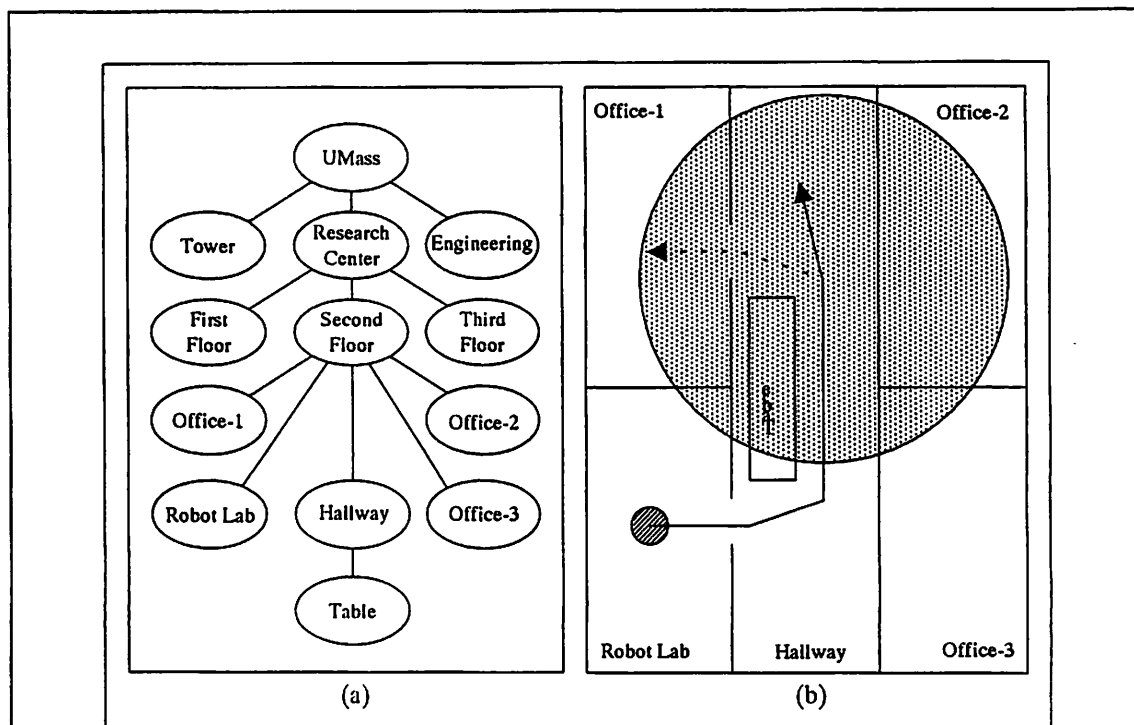 UMass
Tower
Research
Center
Engineering
First
Floor
Second
Floor
Third
Floor
Office-1
Office-2
Robot Lab
Hallway
Office-3
Table
(a)
Office-1
Office-2
Robot Lab
Hallway
Office-3
(b)